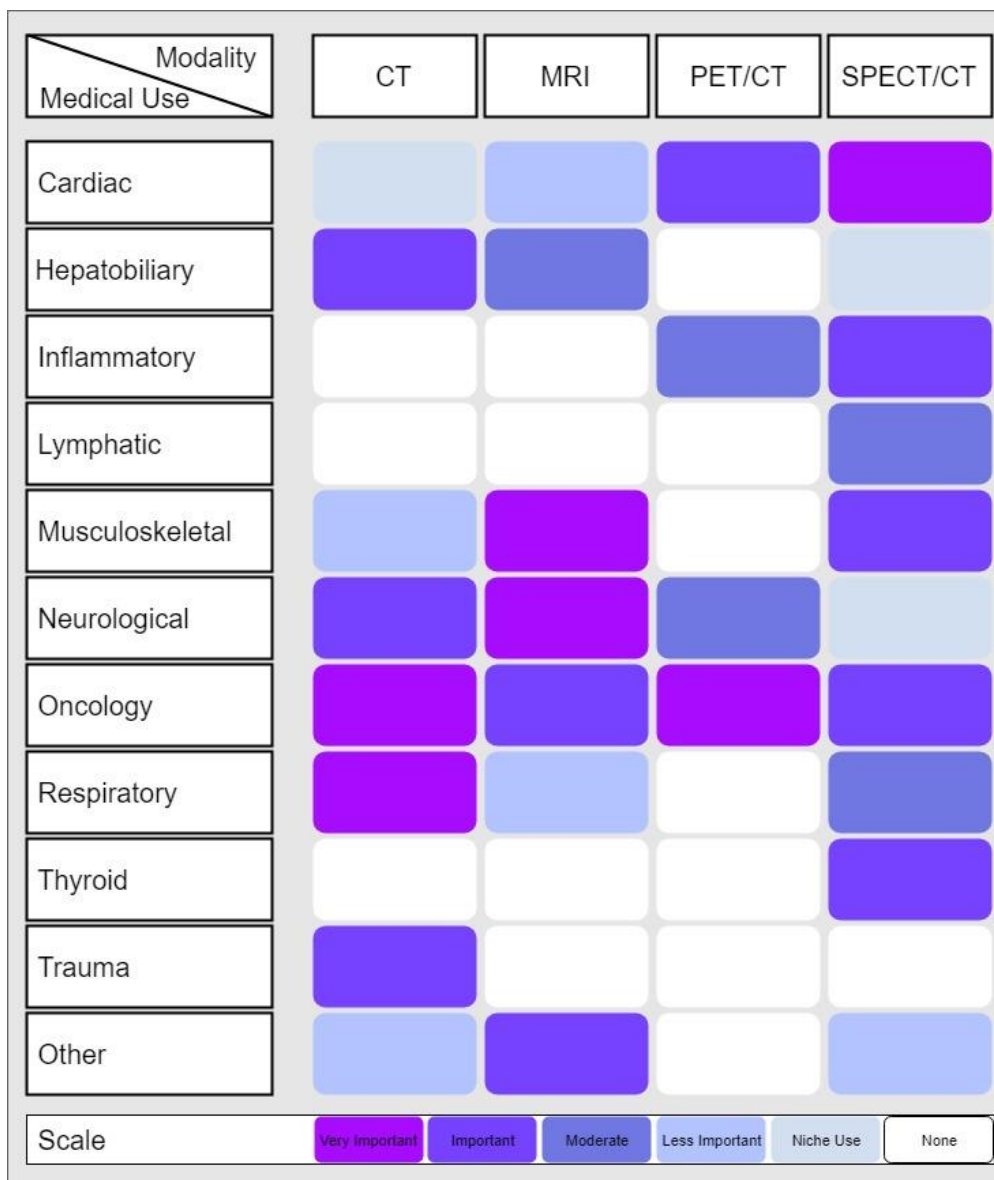 Modality
Medical Use
CT
MRI
PET/CT
SPECT/CT
Cardiac
Hepatobiliary
Inflammatory
Lymphatic
Musculoskeletal
Neurological
Oncology
Respiratory
Thyroid
Trauma
Other
Scale
Very Important
Important
Moderate
Less Important
Niche Use
None